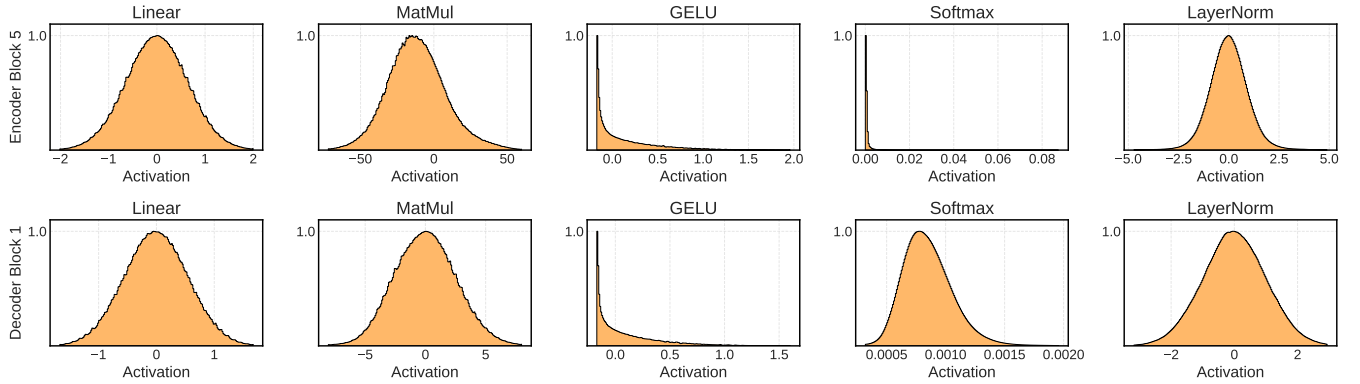 Linear MatMul GELU Softmax LayerNorm
Encoder Block 5
1.0 1.0 1.0 1.0 1.0
−2 −1 0 1 2 −50 0 50 0.0 0.5 1.0 1.5 2.0 0.00 0.02 0.04 0.06 0.08 −5.0 −2.5 0.0 2.5 5.0
Activation Activation Activation Activation Activation
Linear MatMul GELU Softmax LayerNorm
Decoder Block 1
1.0 1.0 1.0 1.0 1.0
−1 0 1 −5 0 5 0.0 0.5 1.0 1.5 0.0005 0.0010 0.0015 0.0020 −2 0 2
Activation Activation Activation Activation Activation